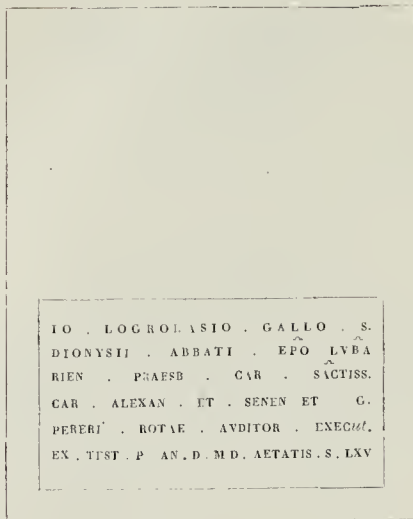 IO . LOGROLASIO . GALLO . S.
DIONYSII . ABBATI . EPO LVBA
RIEN . PRAESB . CAR . SACTISS.
CAR . ALEXAN . ET . SENEN ET G.
PERERI . ROTAE . AVDITOR . EXECut.
EX . TEST . P AN . D . M D . AETATIS . S . LXV